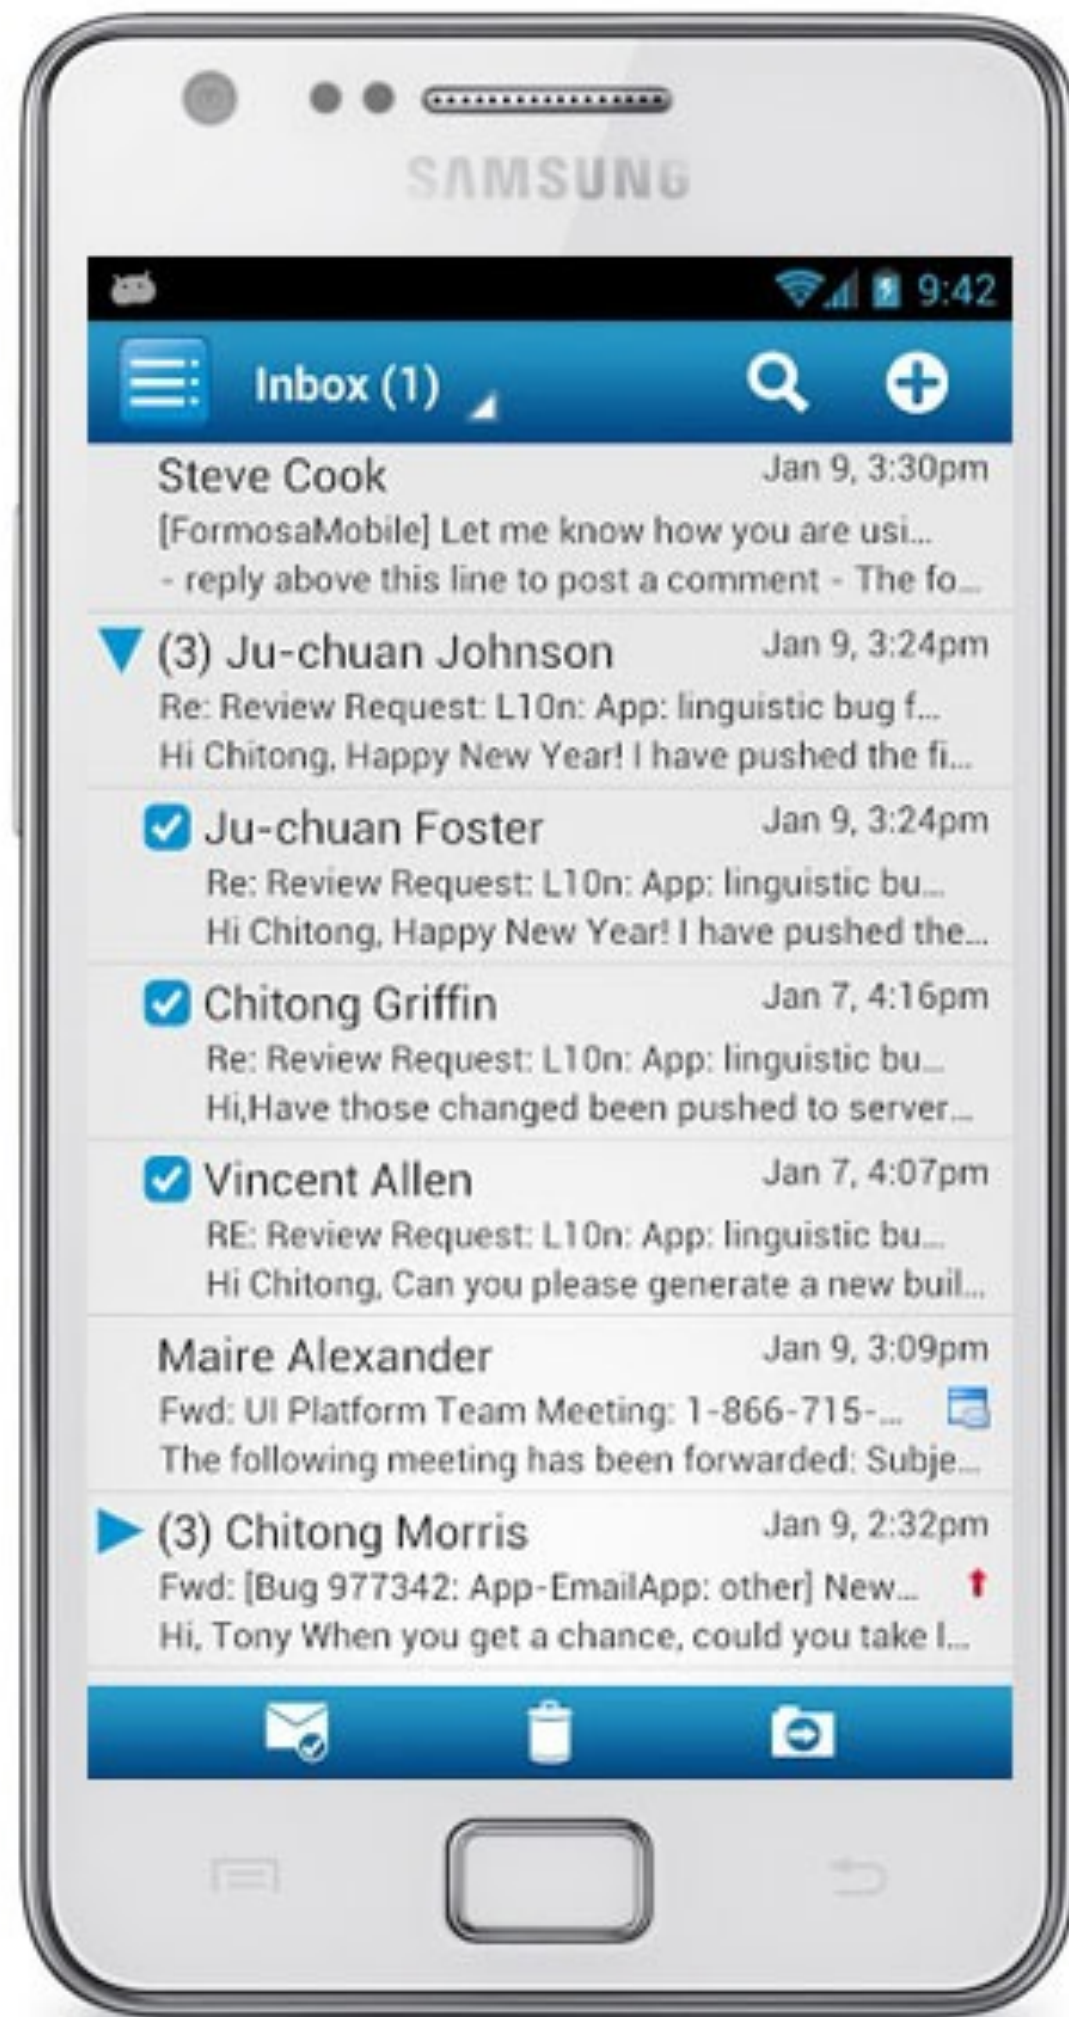 SAMSUNG
9:42
Inbox (1)
Steve Cook Jan 9, 3:30pm
[FormosaMobile] Let me know how you are usi...
- reply above this line to post a comment - The fo...
(3) Ju-chuan Johnson Jan 9, 3:24pm
Re: Review Request: L10n: App: linguistic bug f...
Hi Chitong, Happy New Year! I have pushed the fi...
Ju-chuan Foster Jan 9, 3:24pm
Re: Review Request: L10n: App: linguistic bu...
Hi Chitong, Happy New Year! I have pushed the...
Chitong Griffin Jan 7, 4:16pm
Re: Review Request: L10n: App: linguistic bu...
Hi,Have those changed been pushed to server...
Vincent Allen Jan 7, 4:07pm
RE: Review Request: L10n: App: linguistic bu...
Hi Chitong, Can you please generate a new buil...
Maire Alexander Jan 9, 3:09pm
Fwd: UI Platform Team Meeting: 1-866-715-...
The following meeting has been forwarded: Subje...
(3) Chitong Morris Jan 9, 2:32pm
Fwd: [Bug 977342: App-EmailApp: other] New...
Hi, Tony When you get a chance, could you take l...